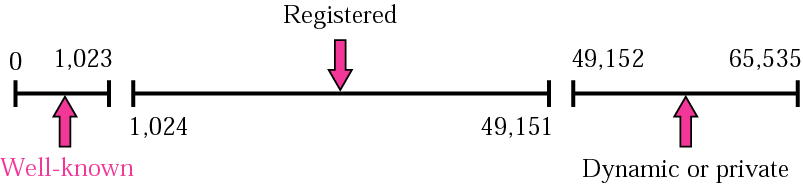 Registered
0 1,023 49,152 65,535
1,024 49,151
Well-known Dynamic or private